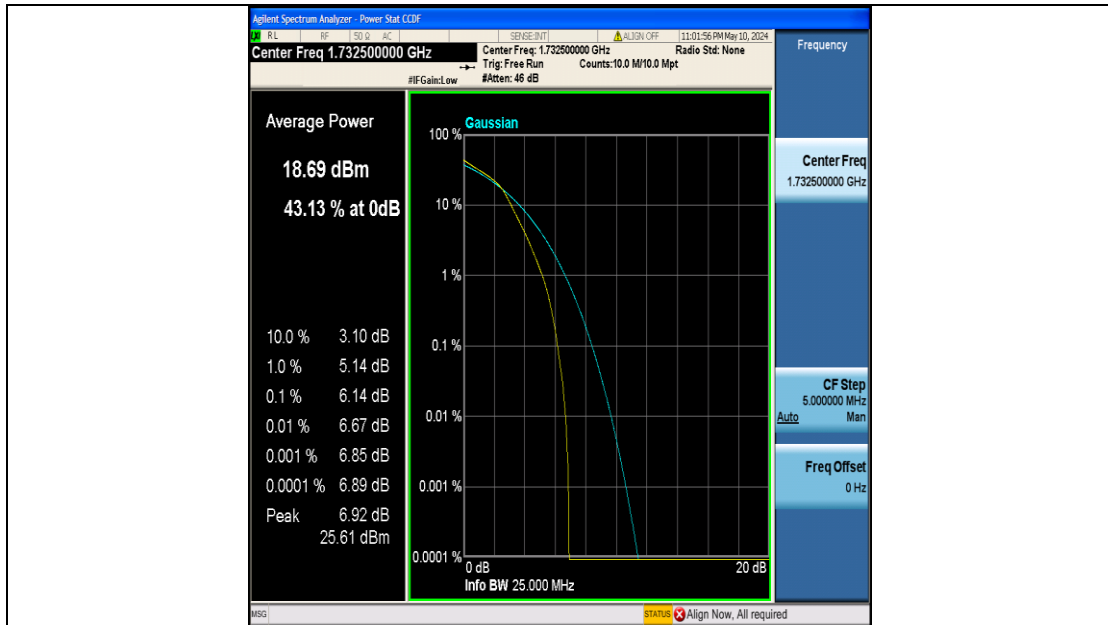 Agilent Spectrum Analyzer - Power Stat CCDF
RL RF 50 Ω AC SENSE:INT ALIGN OFF 11:01:56 PM May 10, 2024
Center Freq 1.732500000 GHz
Center Freq: 1.732500000 GHz Radio Std: None
Trig: Free Run Counts:10.0 M/10.0 Mpt
#IFGain:Low #Atten: 46 dB
Frequency
Average Power
18.69 dBm
43.13 % at 0dB
10.0 % 3.10 dB
1.0 % 5.14 dB
0.1 % 6.14 dB
0.01 % 6.67 dB
0.001 % 6.85 dB
0.0001 % 6.89 dB
Peak 6.92 dB
25.61 dBm
Gaussian
100 %
10 %
1 %
0.1 %
0.01 %
0.001 %
0.0001 %
0 dB 20 dB
Info BW 25.000 MHz
Center Freq
1.732500000 GHz
CF Step
5.000000 MHz
Auto Man
Freq Offset
0 Hz
MSG STATUS Align Now, All required